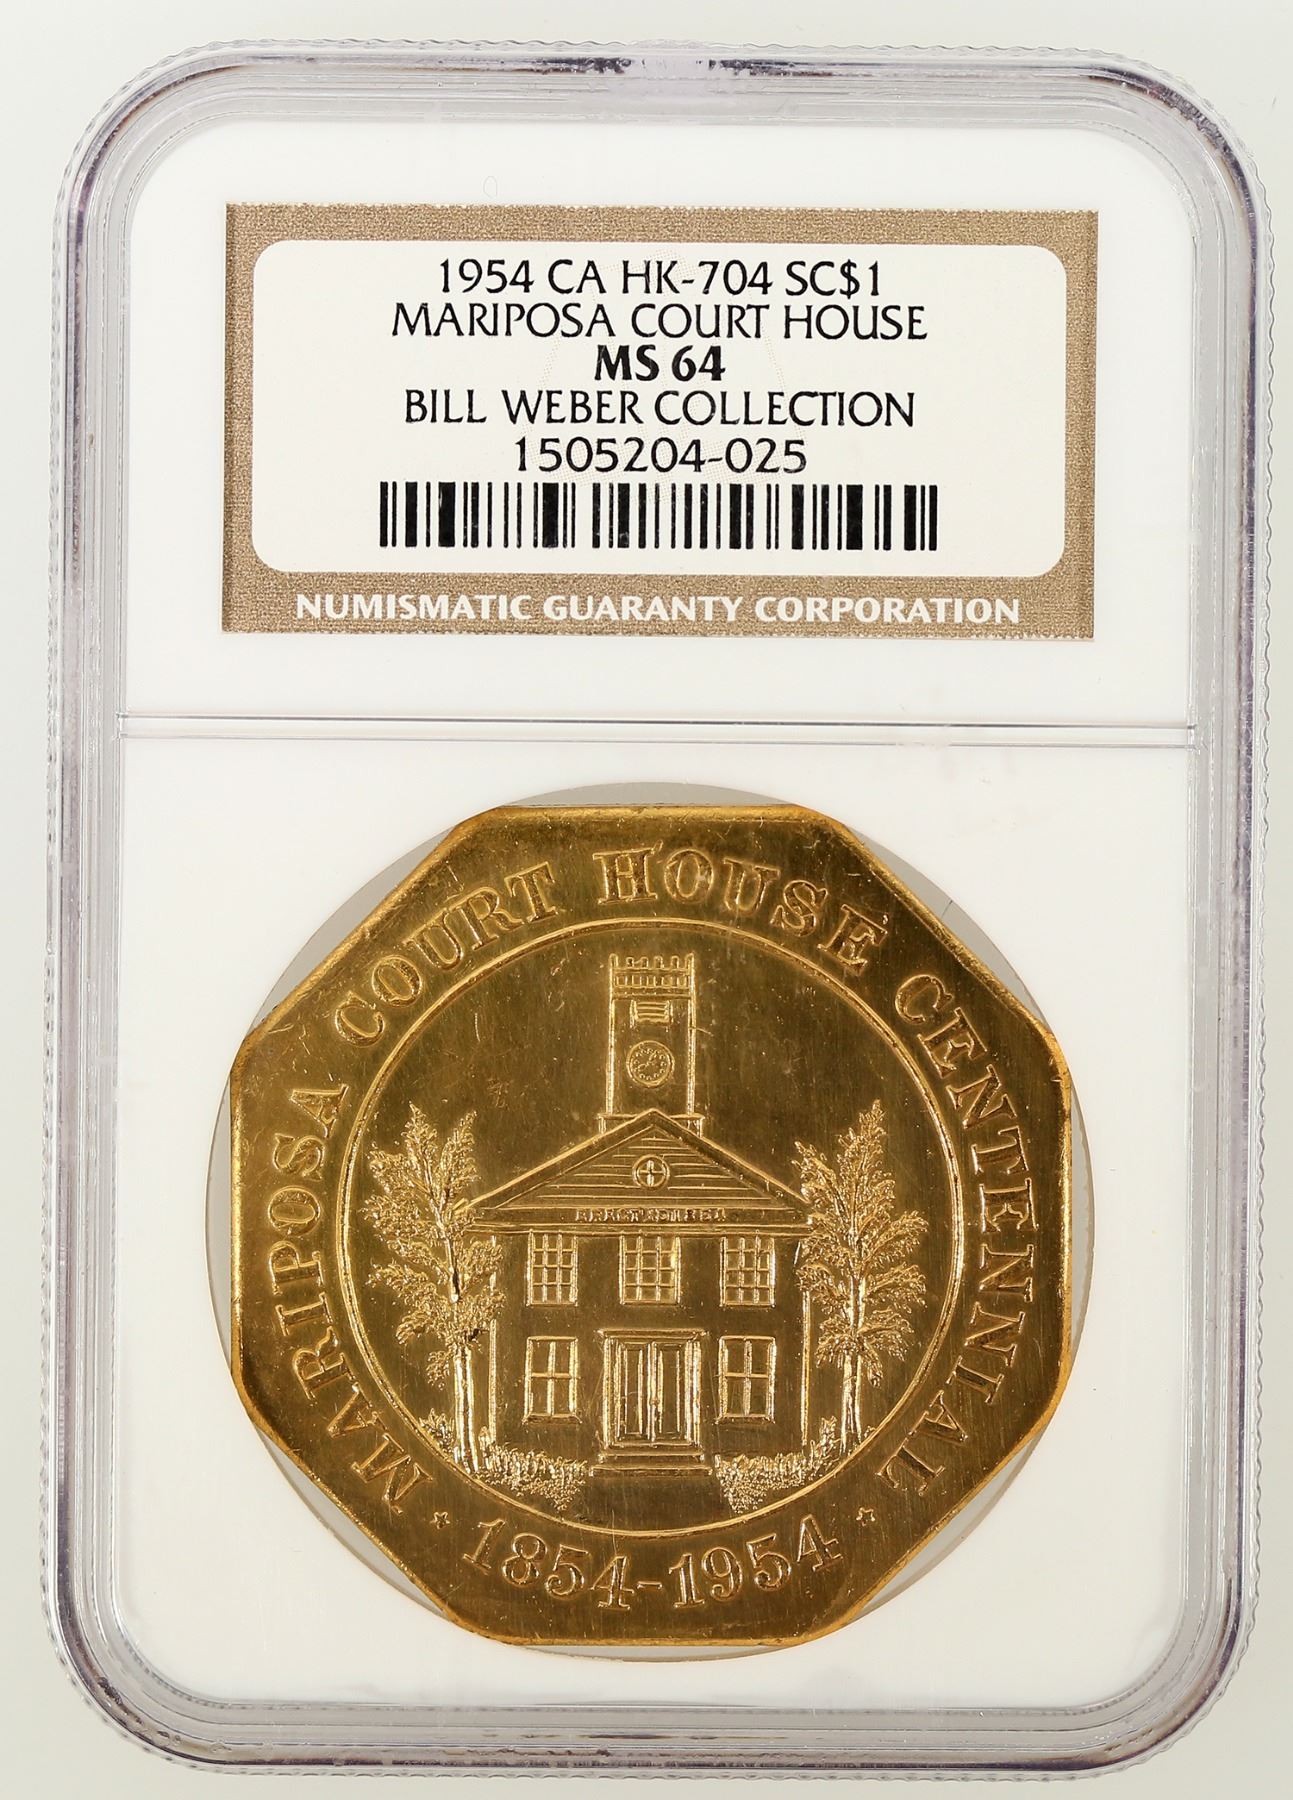 1954 CA HK-704 SC$1
MARIPOSA COURT HOUSE
MS 64
BILL WEBER COLLECTION
1505204-025
NUMISMATIC GUARANTY CORPORATION
MARIPOSA COURT HOUSE CENTENNIAL
1854-1954